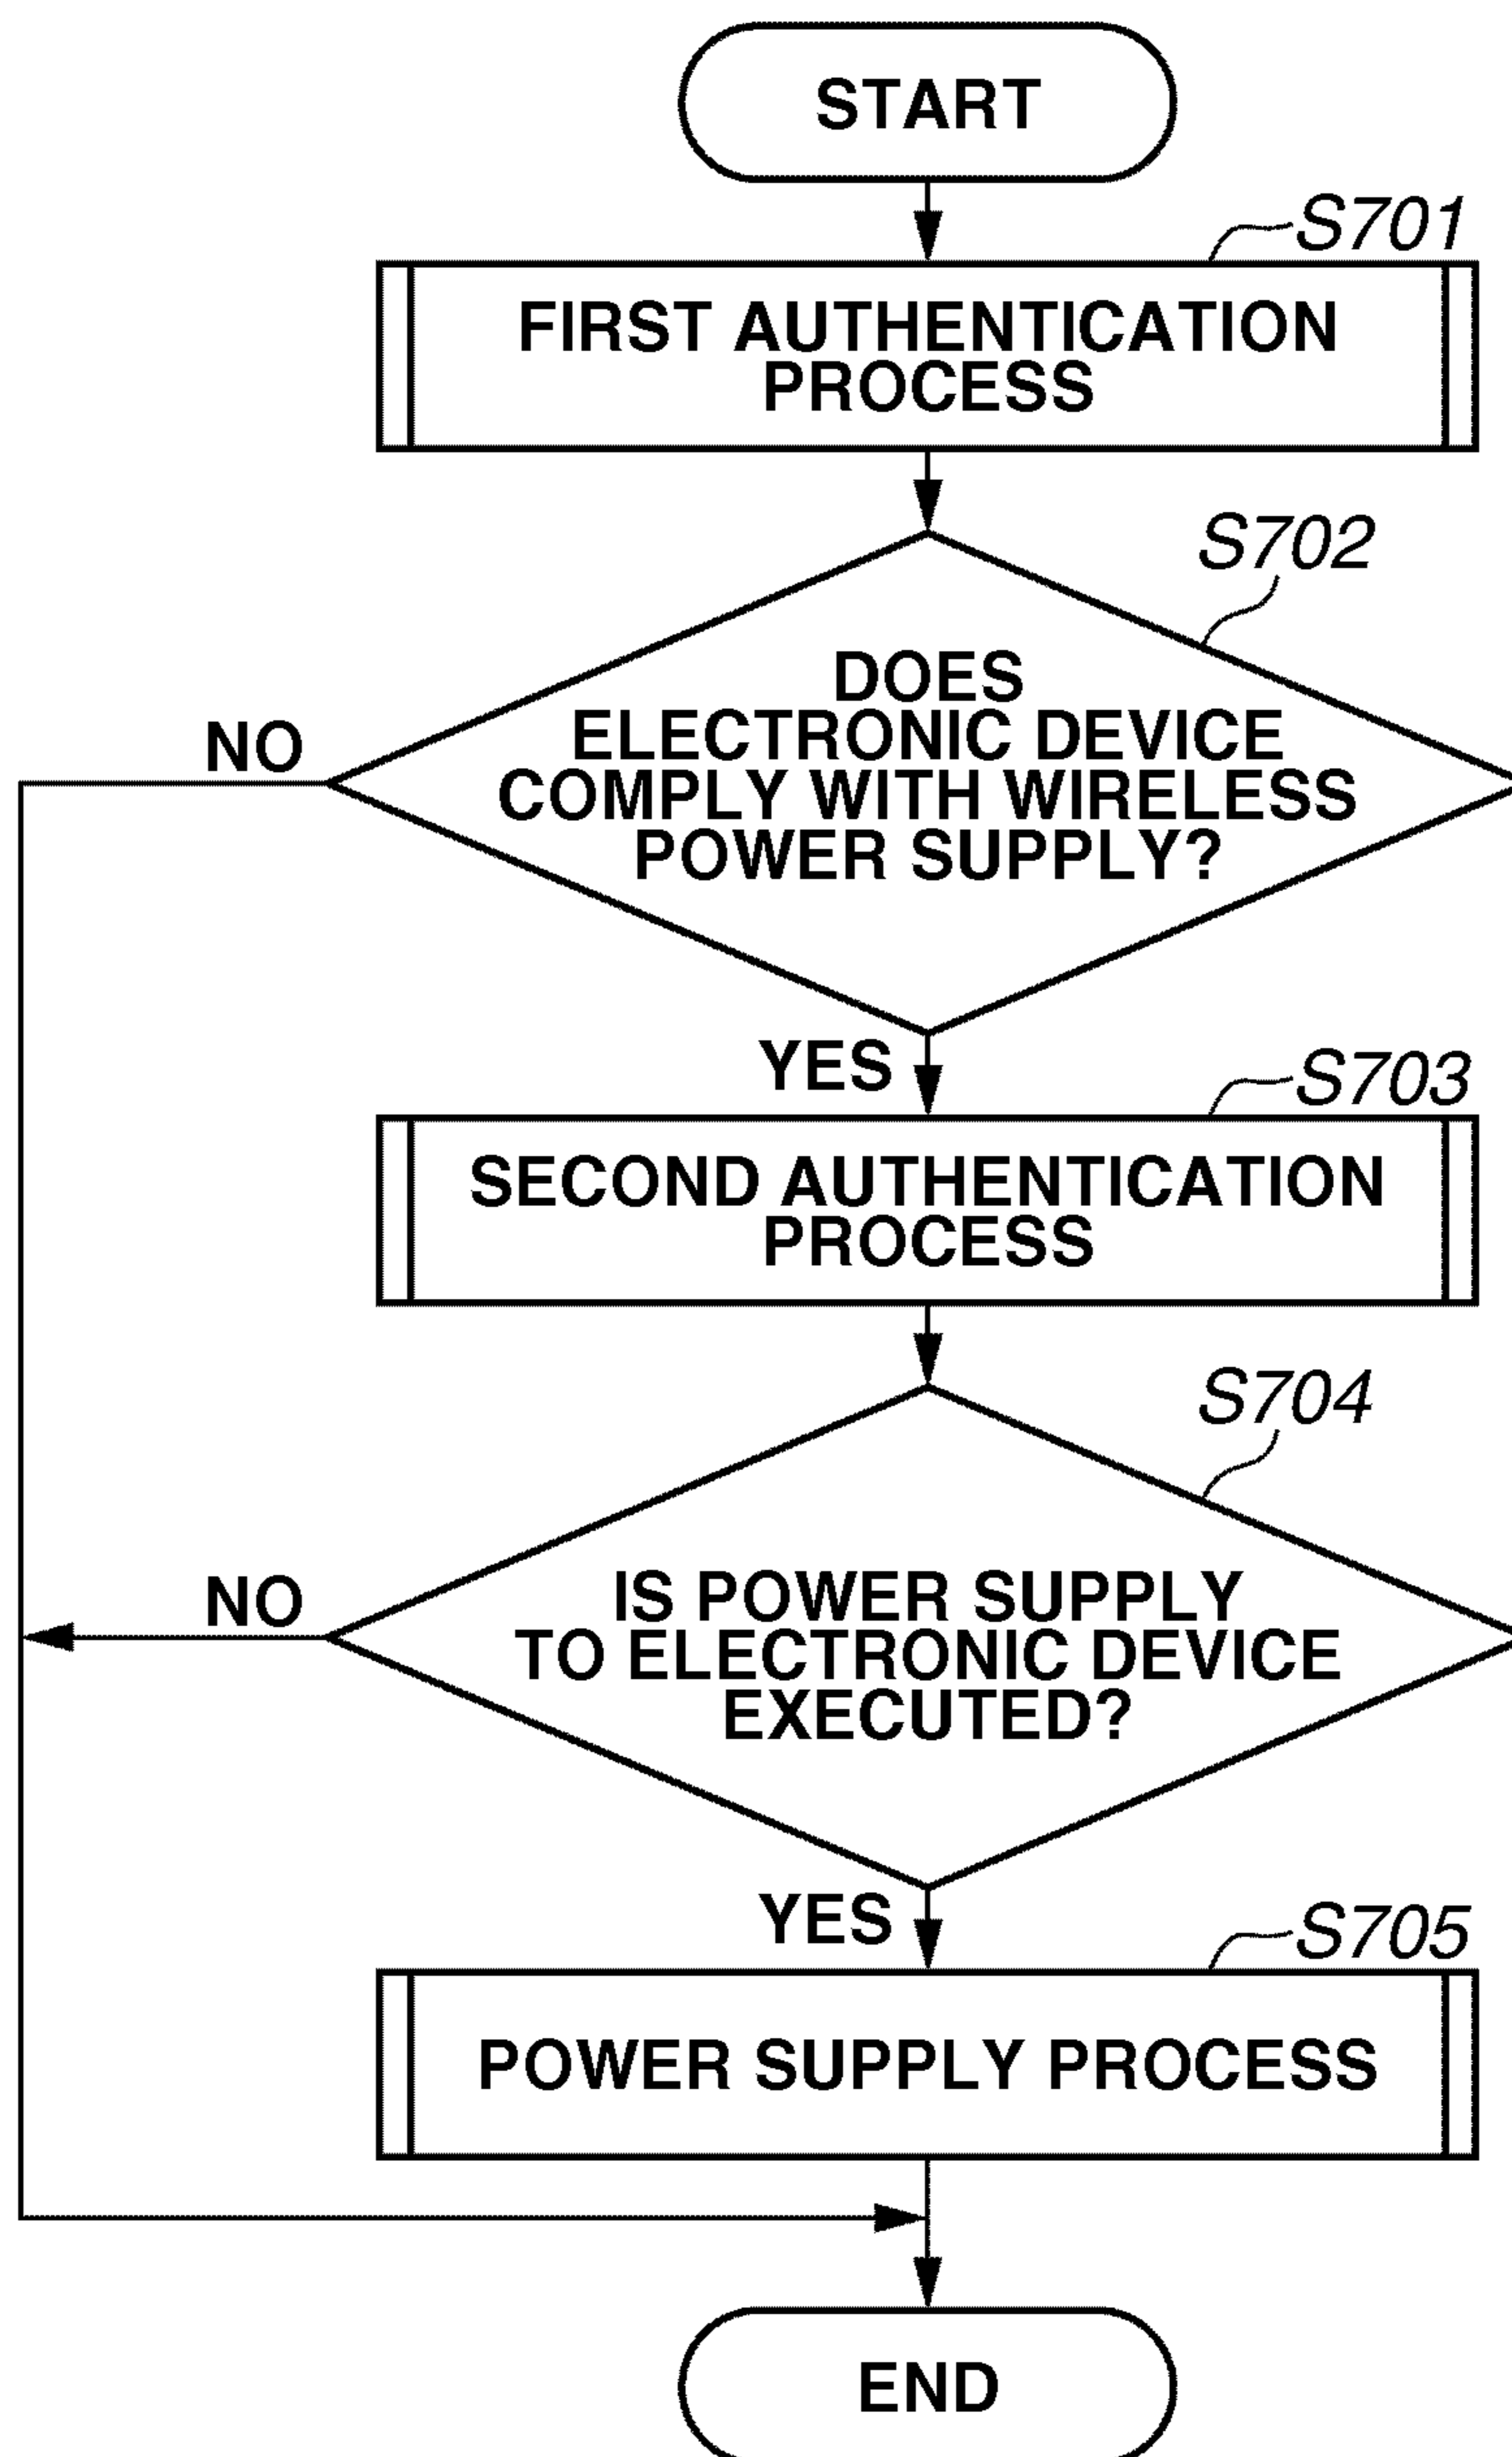 START
S701
FIRST AUTHENTICATION
PROCESS
S702
DOES
ELECTRONIC DEVICE
COMPLY WITH WIRELESS
POWER SUPPLY?
NO
YES
S703
SECOND AUTHENTICATION
PROCESS
S704
IS POWER SUPPLY
TO ELECTRONIC DEVICE
EXECUTED?
NO
YES
S705
POWER SUPPLY PROCESS
END